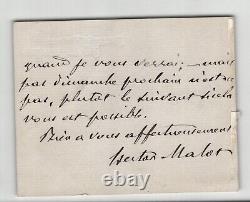 quand je vous verrai, mais
pas dimanche prochain n'est-ce
pas, plutôt le suivant si cela
vous est possible.
Bien à vous affectueusement
Hector Malot